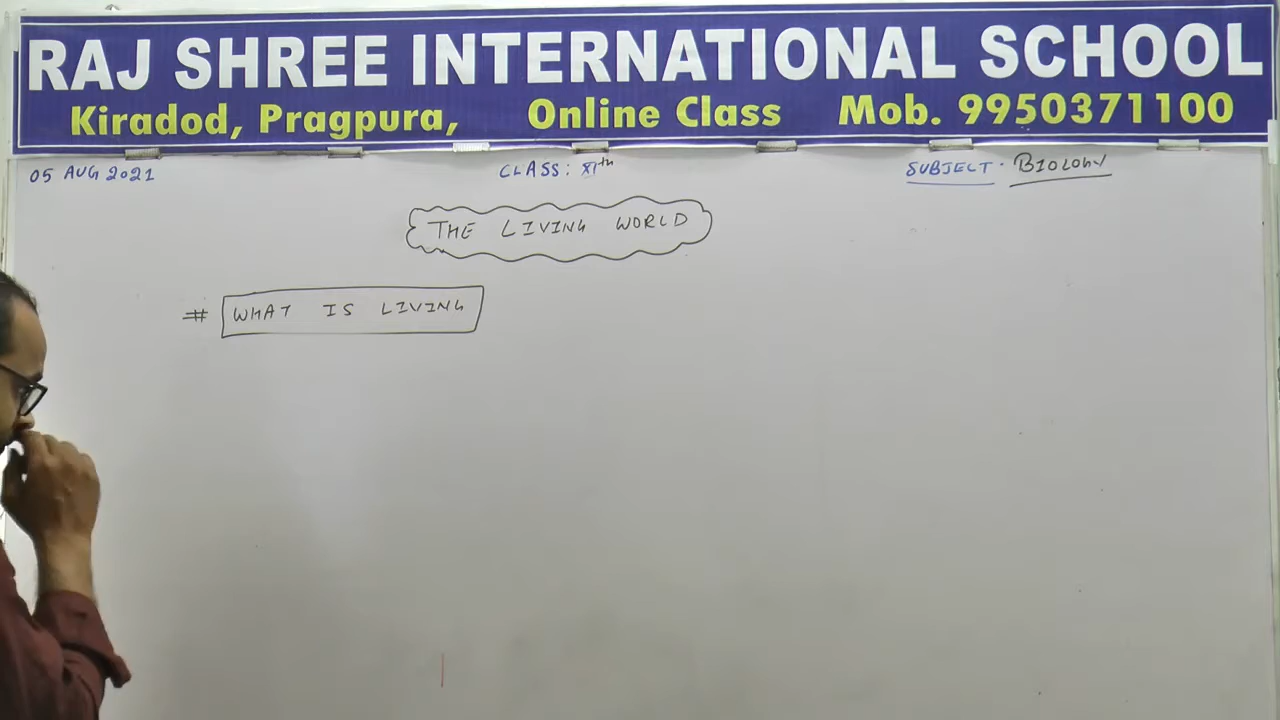 RAJ SHREE INTERNATIONAL SCHOOL
Kiradod, Pragpura, Online Class Mob. 9950371100
05 AUG 2021 CLASS: XIth SUBJECT - BIOLOGY
THE LIVING WORLD
# WHAT IS LIVING